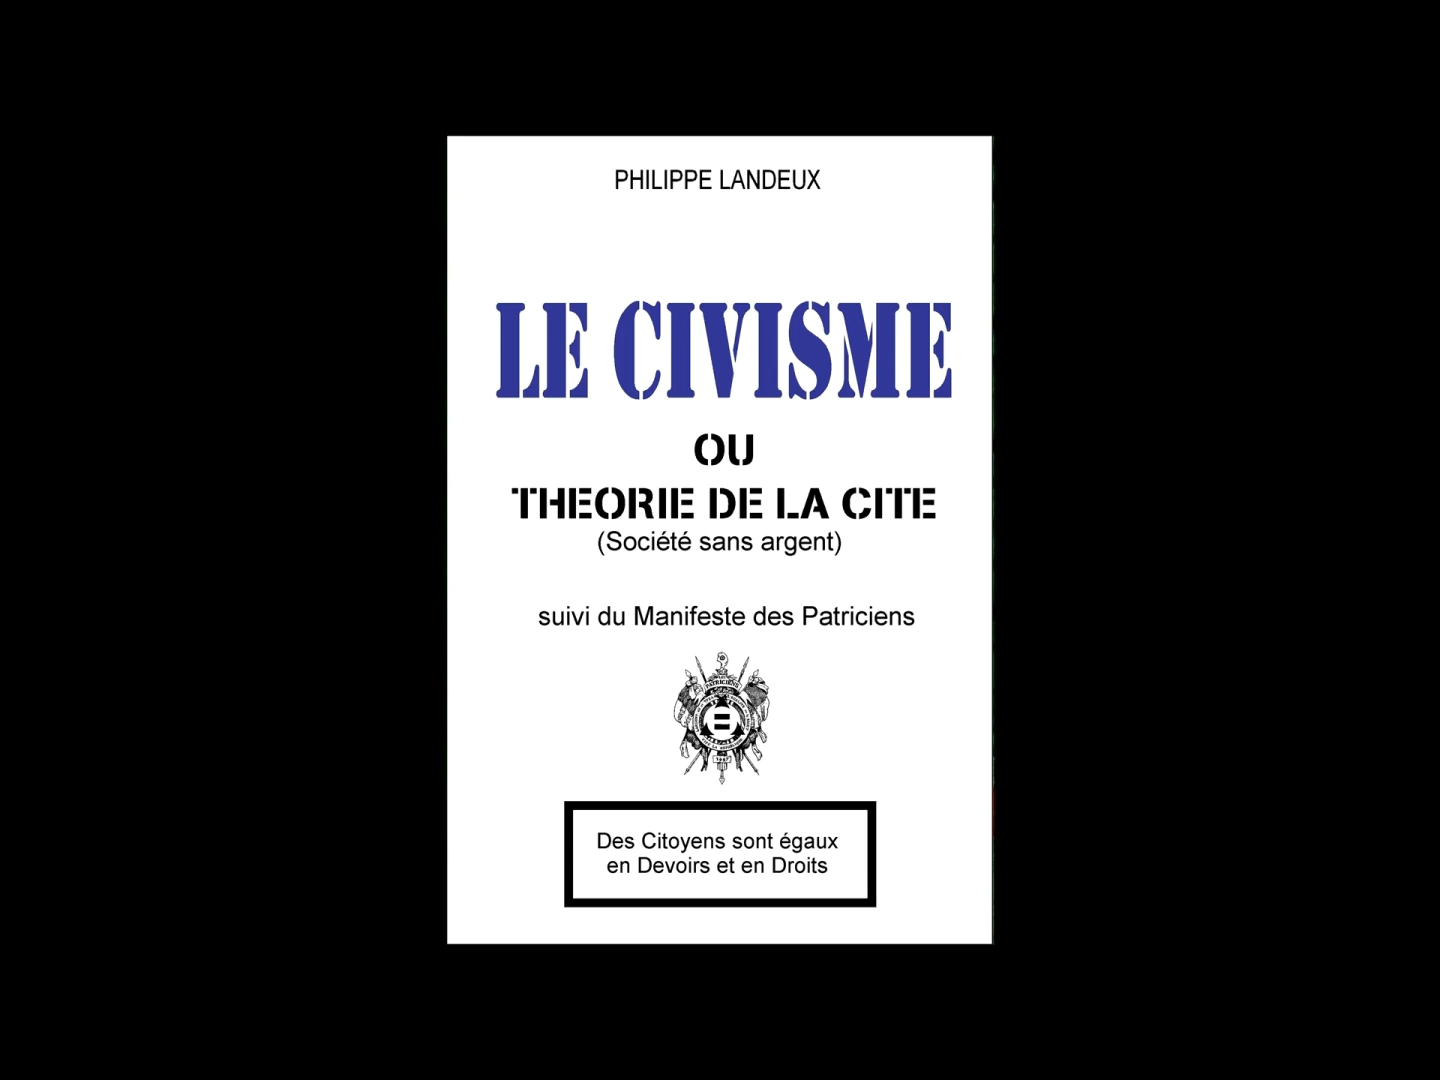 PHILIPPE LANDEUX
LE CIVISME
OU
THEORIE DE LA CITE
(Société sans argent)
suivi du Manifeste des Patriciens
PATRICIENS
=
Des Citoyens sont égaux
en Devoirs et en Droits